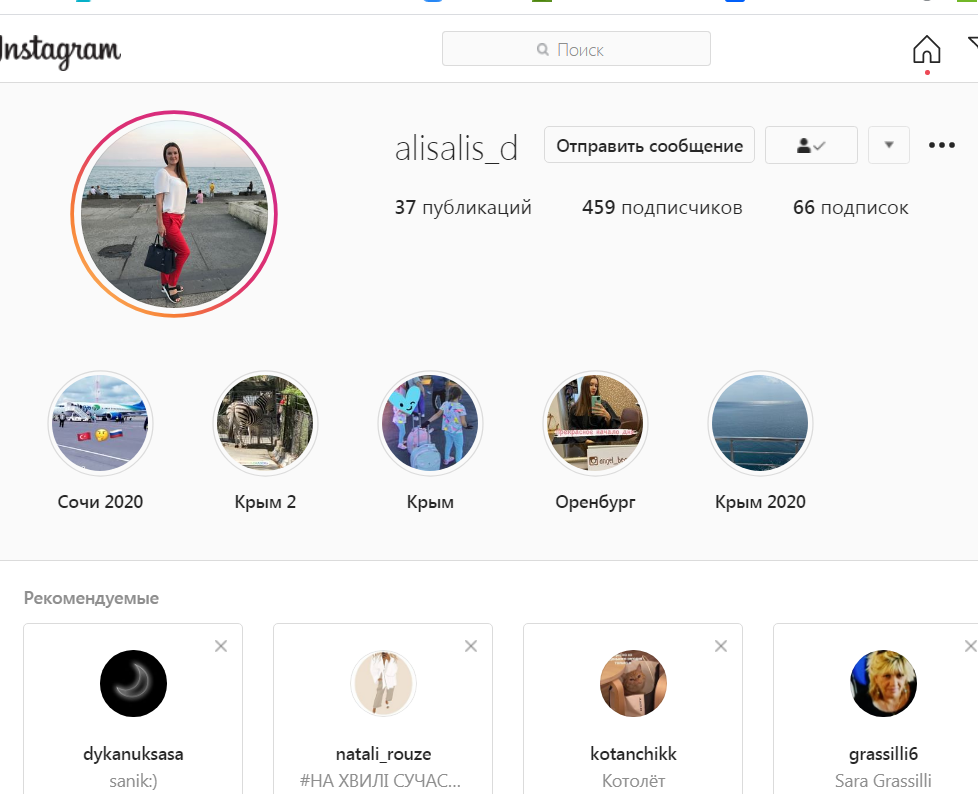 Instagram
Поиск
alisalis_d
Отправить сообщение
37 публикаций
459 подписчиков
66 подписок
Сочи 2020
Крым 2
Крым
Оренбург
Крым 2020
Рекомендуемые
dykanuksasa
sanik:)
natali_rouze
#НА ХВИЛІ СУЧАС...
kotanchikk
Котолёт
grassilli6
Sara Grassilli